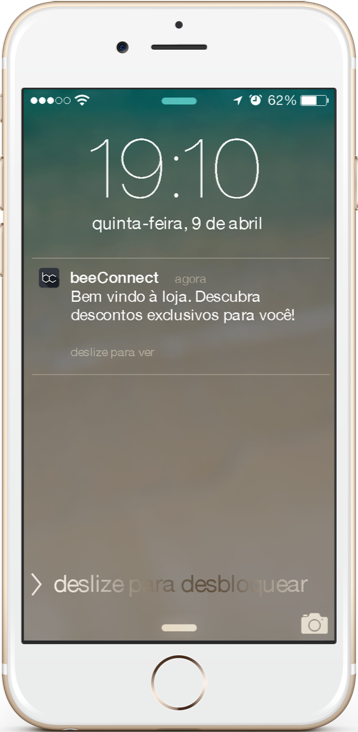 62%
19:10
quinta-feira, 9 de abril
bc beeConnect agora
Bem vindo à loja. Descubra
descontos exclusivos para você!
deslize para ver
deslize para desbloquear